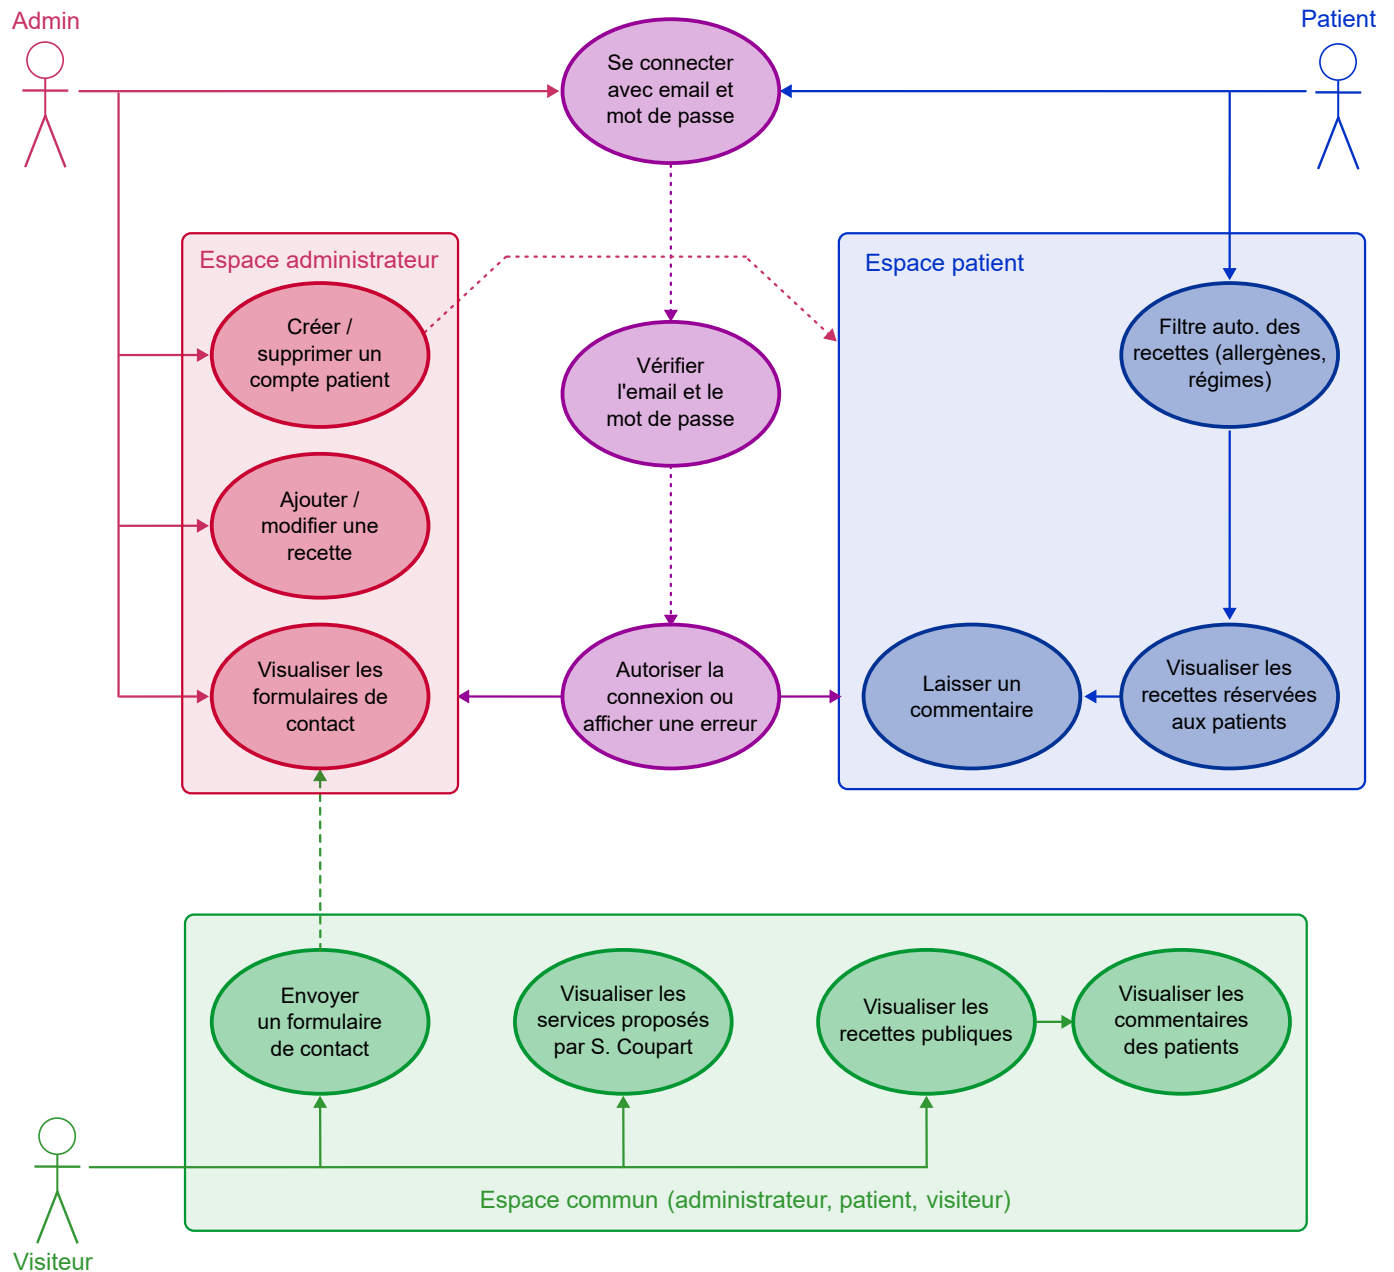 Admin
Patient
Se connecter
avec email et
mot de passe
Espace administrateur
Créer /
supprimer un
compte patient
Ajouter /
modifier une
recette
Visualiser les
formulaires de
contact
Vérifier
l'email et le
mot de passe
Autoriser la
connexion ou
afficher une erreur
Espace patient
Filtre auto. des
recettes (allergènes,
régimes)
Laisser un
commentaire
Visualiser les
recettes réservées
aux patients
Envoyer
un formulaire
de contact
Visualiser les
services proposés
par S. Coupart
Visualiser les
recettes publiques
Visualiser les
commentaires
des patients
Espace commun (administrateur, patient, visiteur)
Visiteur